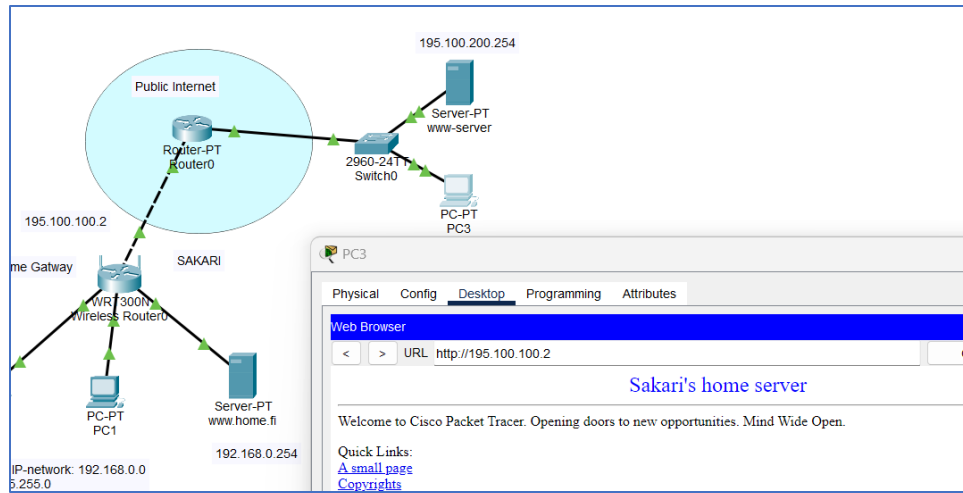 195.100.200.254
Public Internet
Server-PT
www-server
Router-PT
Router0
2960-24TT
Switch0
PC-PT
PC3
195.100.100.2
me Gatway
SAKARI
Wireless Router0
PC-PT
PC1
Server-PT
www.home.fi
192.168.0.254
IP-network: 192.168.0.0
5.255.0
PC3
Physical Config Desktop Programming Attributes
Web Browser
< > URL http://195.100.100.2
Sakari's home server
Welcome to Cisco Packet Tracer. Opening doors to new opportunities. Mind Wide Open.
Quick Links:
A small page
Copyrights